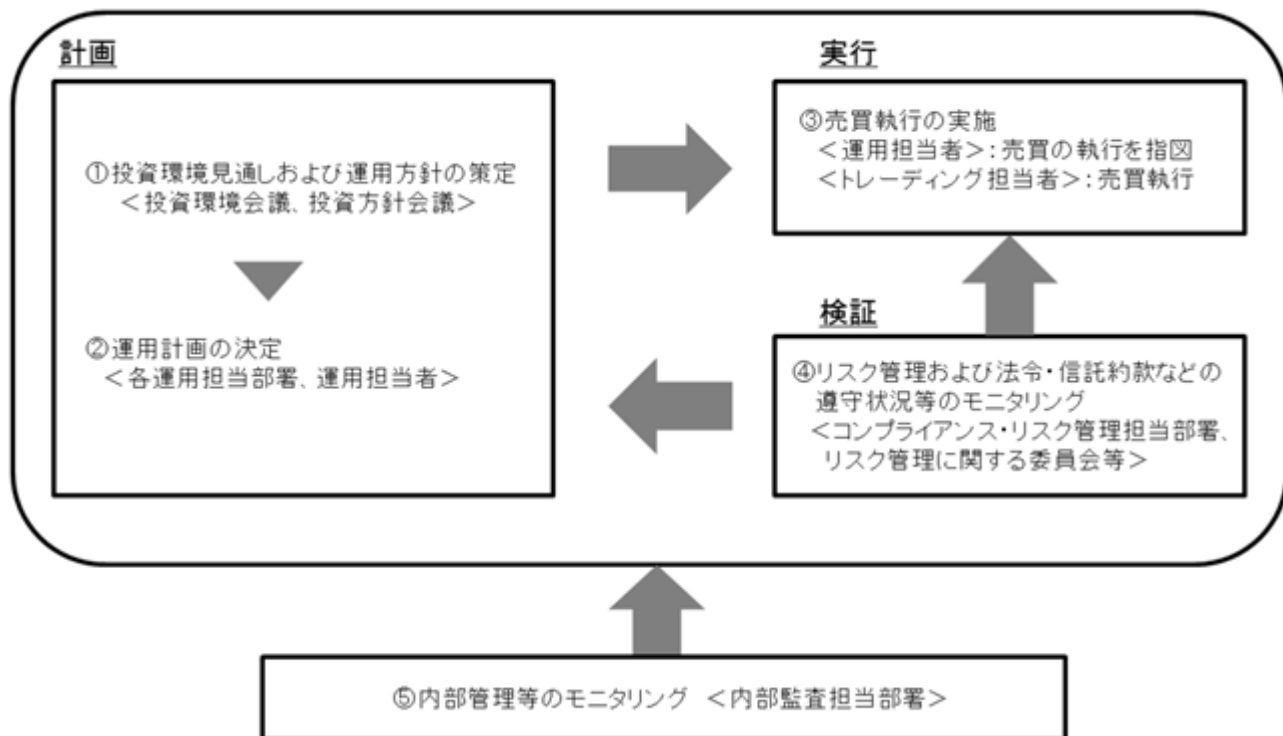 計画
①投資環境見通しおよび運用方針の策定
＜投資環境会議、投資方針会議＞
②運用計画の決定
＜各運用担当部署、運用担当者＞
実行
③売買執行の実施
＜運用担当者＞：売買の執行を指図
＜トレーディング担当者＞：売買執行
検証
④リスク管理および法令・信託約款などの
遵守状況等のモニタリング
＜コンプライアンス・リスク管理担当部署、
リスク管理に関する委員会等＞
⑤内部管理等のモニタリング ＜内部監査担当部署＞